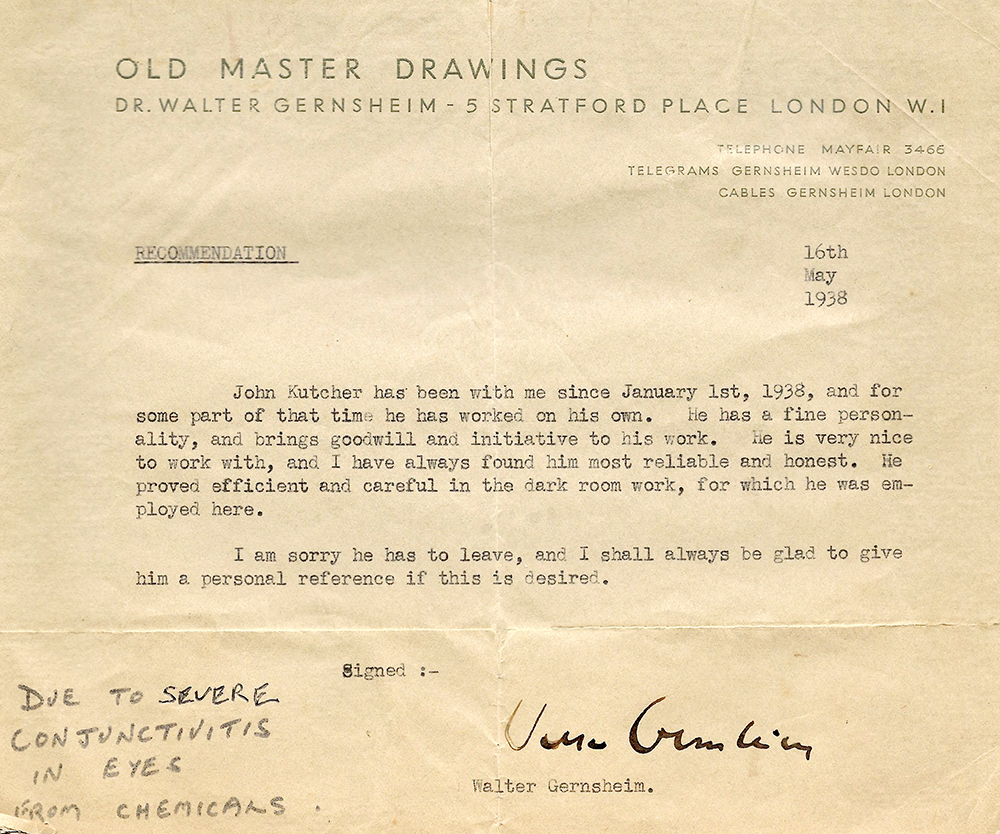 OLD MASTER DRAWINGS
DR. WALTER GERNSHEIM - 5 STRATFORD PLACE LONDON W.1
TELEPHONE MAYFAIR 3466
TELEGRAMS GERNSHEIM WESDO LONDON
CABLES GERNSHEIM LONDON
RECOMMENDATION
16th
May
1938
John Kutcher has been with me since January 1st, 1938, and for
some part of that time he has worked on his own. He has a fine person-
ality, and brings goodwill and initiative to his work. He is very nice
to work with, and I have always found him most reliable and honest. He
proved efficient and careful in the dark room work, for which he was em-
ployed here.
I am sorry he has to leave, and I shall always be glad to give
him a personal reference if this is desired.
Signed :-
Walter Gernsheim
Walter Gernsheim.
DUE TO SEVERE
CONJUNCTIVITIS
IN EYES
FROM CHEMICALS .